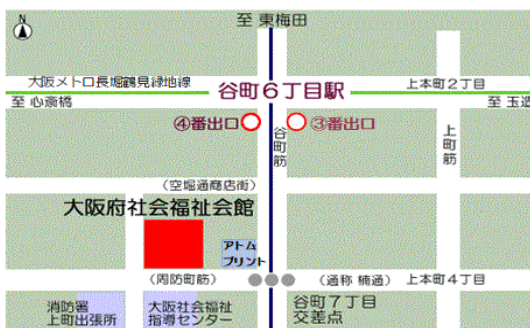 至 東梅田
N
大阪メトロ長堀鶴見緑地線
谷町6丁目駅
上本町2丁目
至 心斎橋
至 玉造
④番出口
③番出口
谷町筋
上町筋
(空堀通商店街)
大阪府社会福祉会館
アトム
プリント
(周防町筋)
(通称 楠通)
上本町4丁目
消防署
上町出張所
大阪社会福祉
指導センター
谷町7丁目
交差点